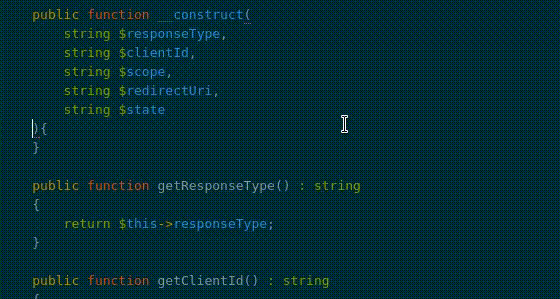 public function __construct(
string $responseType,
string $clientId,
string $scope,
string $redirectUri,
string $state
){
}
public function getResponseType() : string
{
return $this->responseType;
}
public function getClientId() : string
{